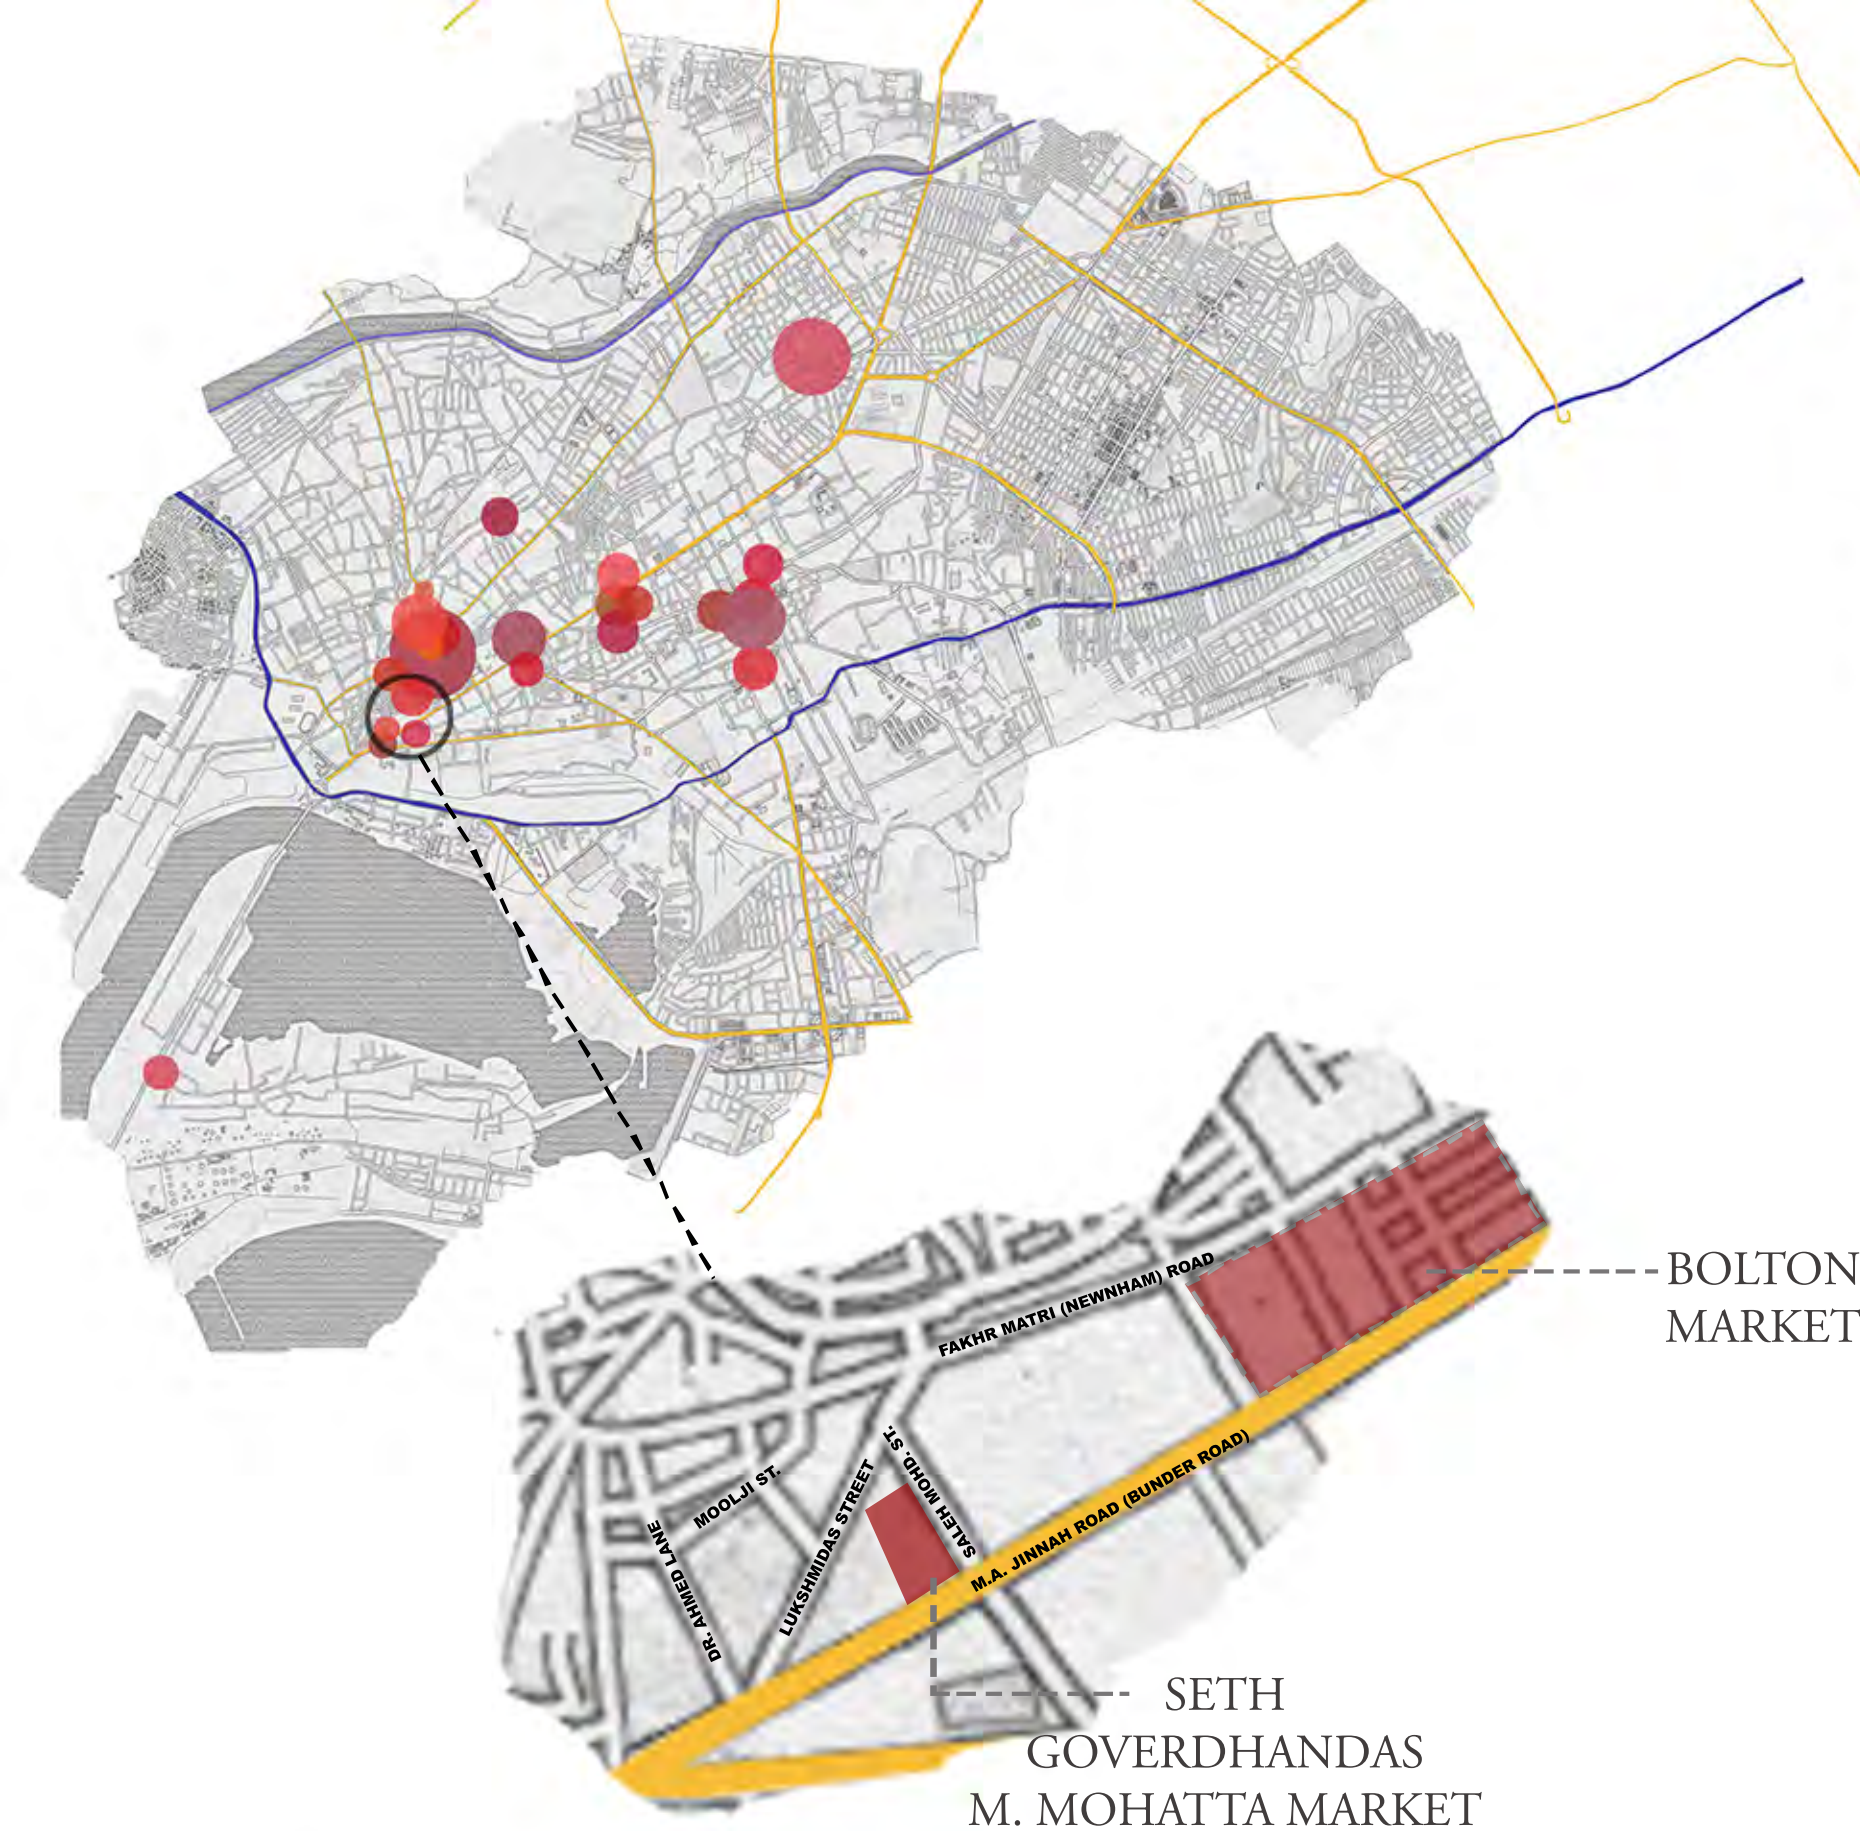 BOLTON
MARKET
FAKHR MATRI (NEWNHAM) ROAD
SALEH MOHD. ST.
M.A. JINNAH ROAD (BUNDER ROAD)
MOOLJI ST.
LUKSHMIDAS STREET
DR. AHMED LANE
SETH
GOVERDHANDAS
M. MOHATTA MARKET